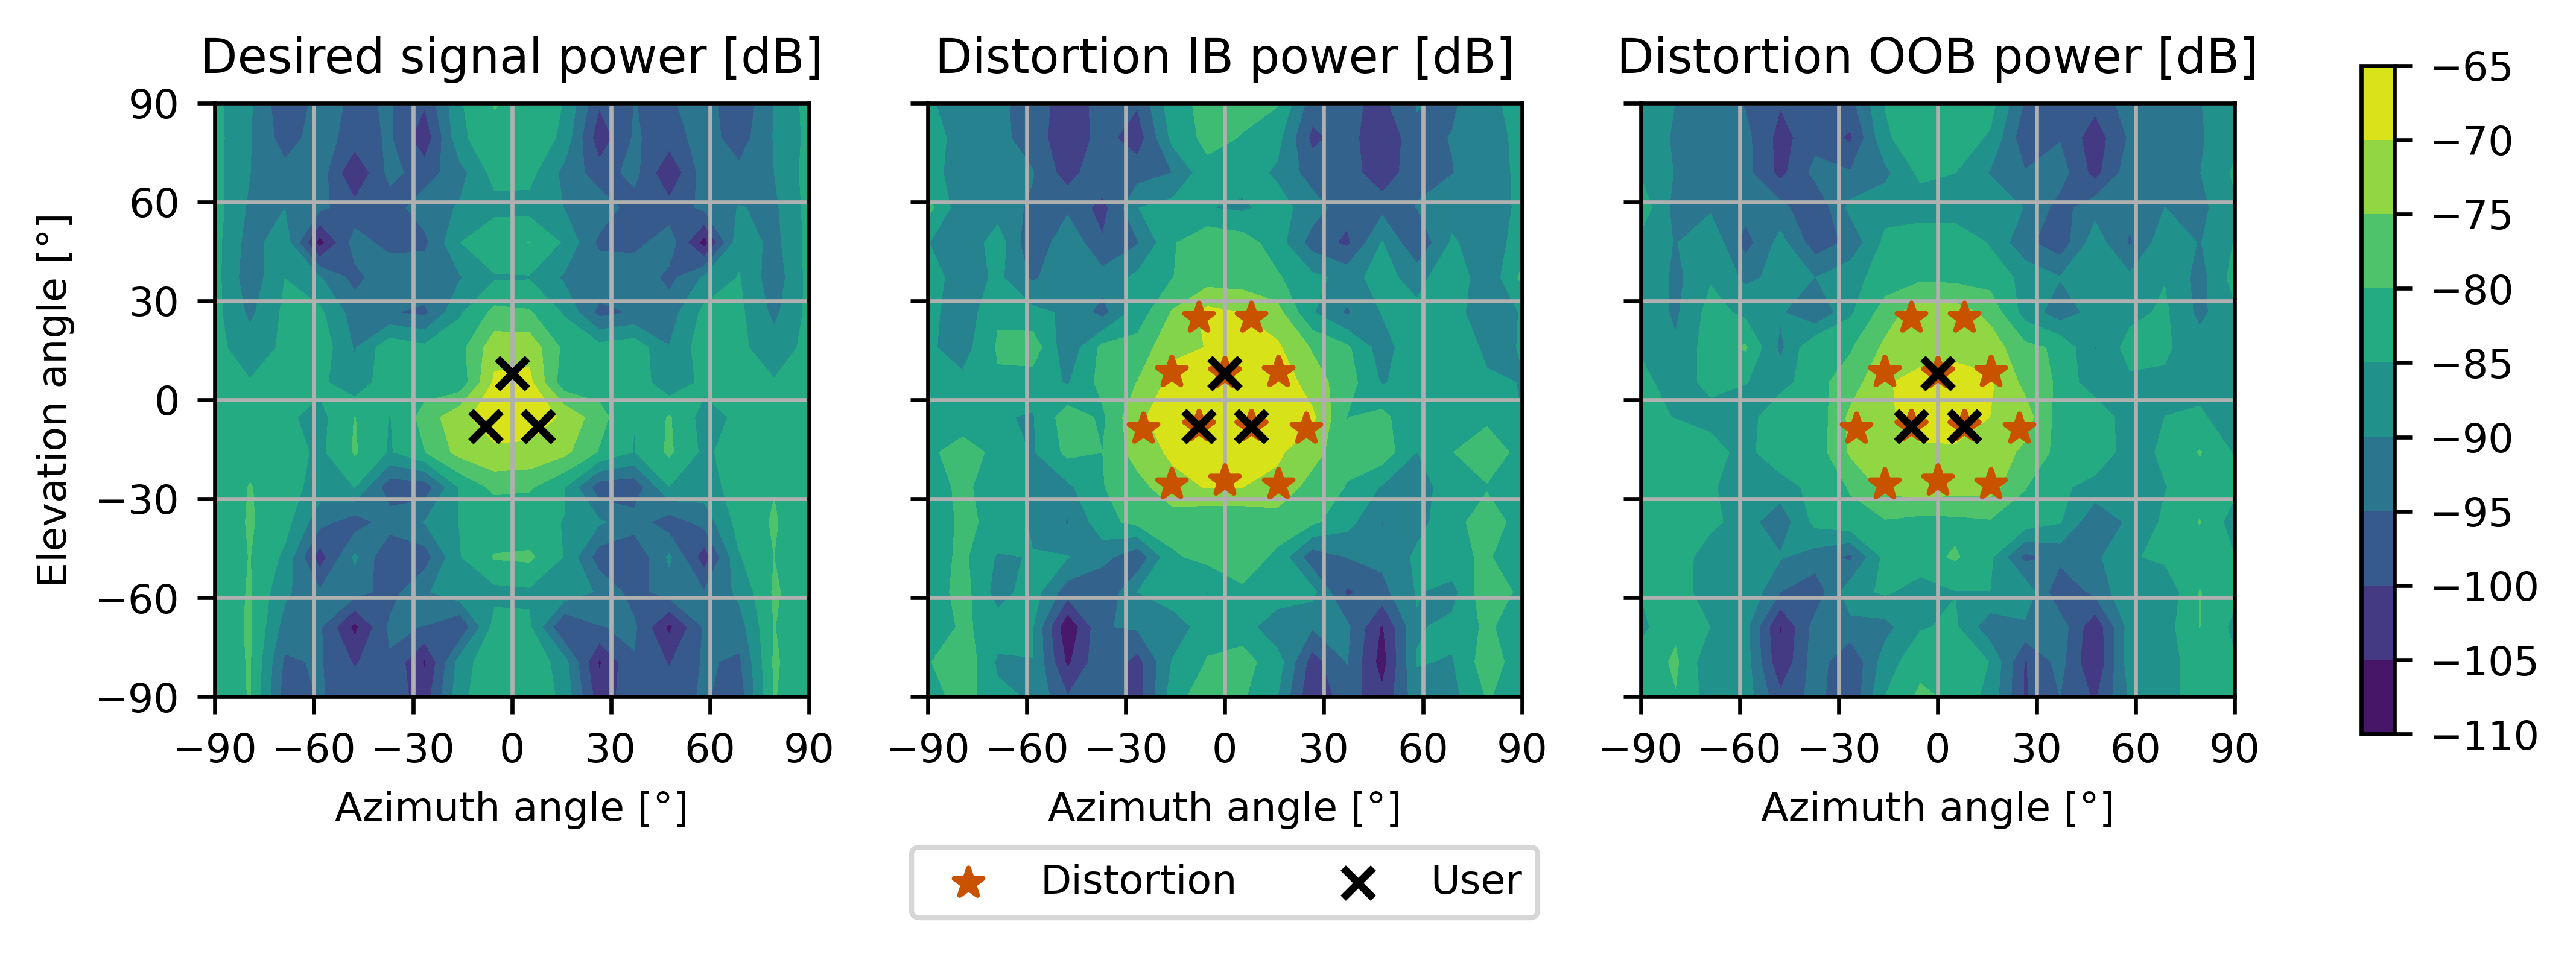 Desired signal power [dB] Distortion IB power [dB] Distortion OOB power [dB]
Elevation angle [°]
90
60
30
0
−30
−60
−90
−90 −60 −30 0 30 60 90
−90 −60 −30 0 30 60 90
−90 −60 −30 0 30 60 90
Azimuth angle [°] Azimuth angle [°] Azimuth angle [°]
−65
−70
−75
−80
−85
−90
−95
−100
−105
−110
Distortion User